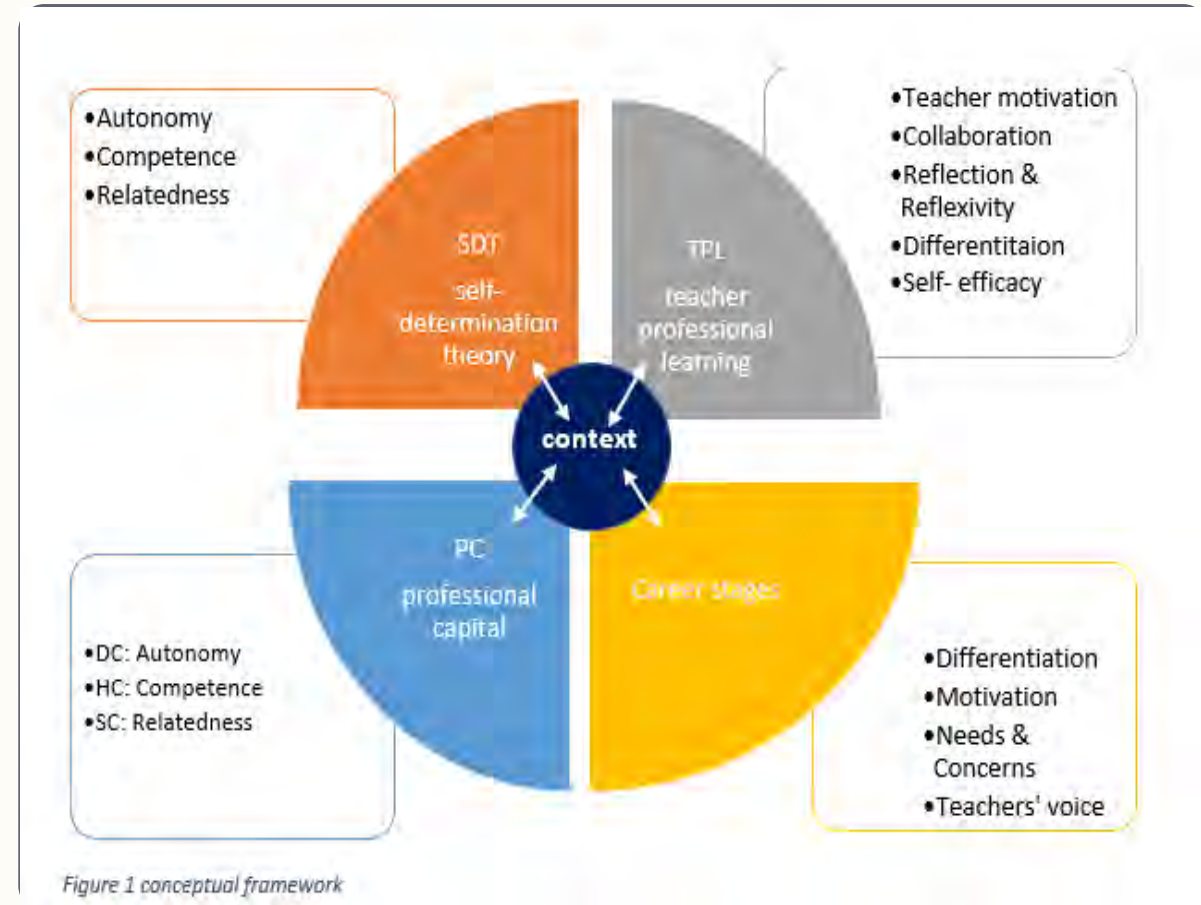 •Autonomy
•Competence
•Relatedness
•Teacher motivation
•Collaboration
•Reflection &
Reflexivity
•Differentitaion
•Self- efficacy
SDT
self-
determination
theory
TPL
teacher
professional
learning
context
PC
professional
capital
Career stages
•DC: Autonomy
•HC: Competence
•SC: Relatedness
•Differentiation
•Motivation
•Needs &
Concerns
•Teachers' voice
Figure 1 conceptual framework